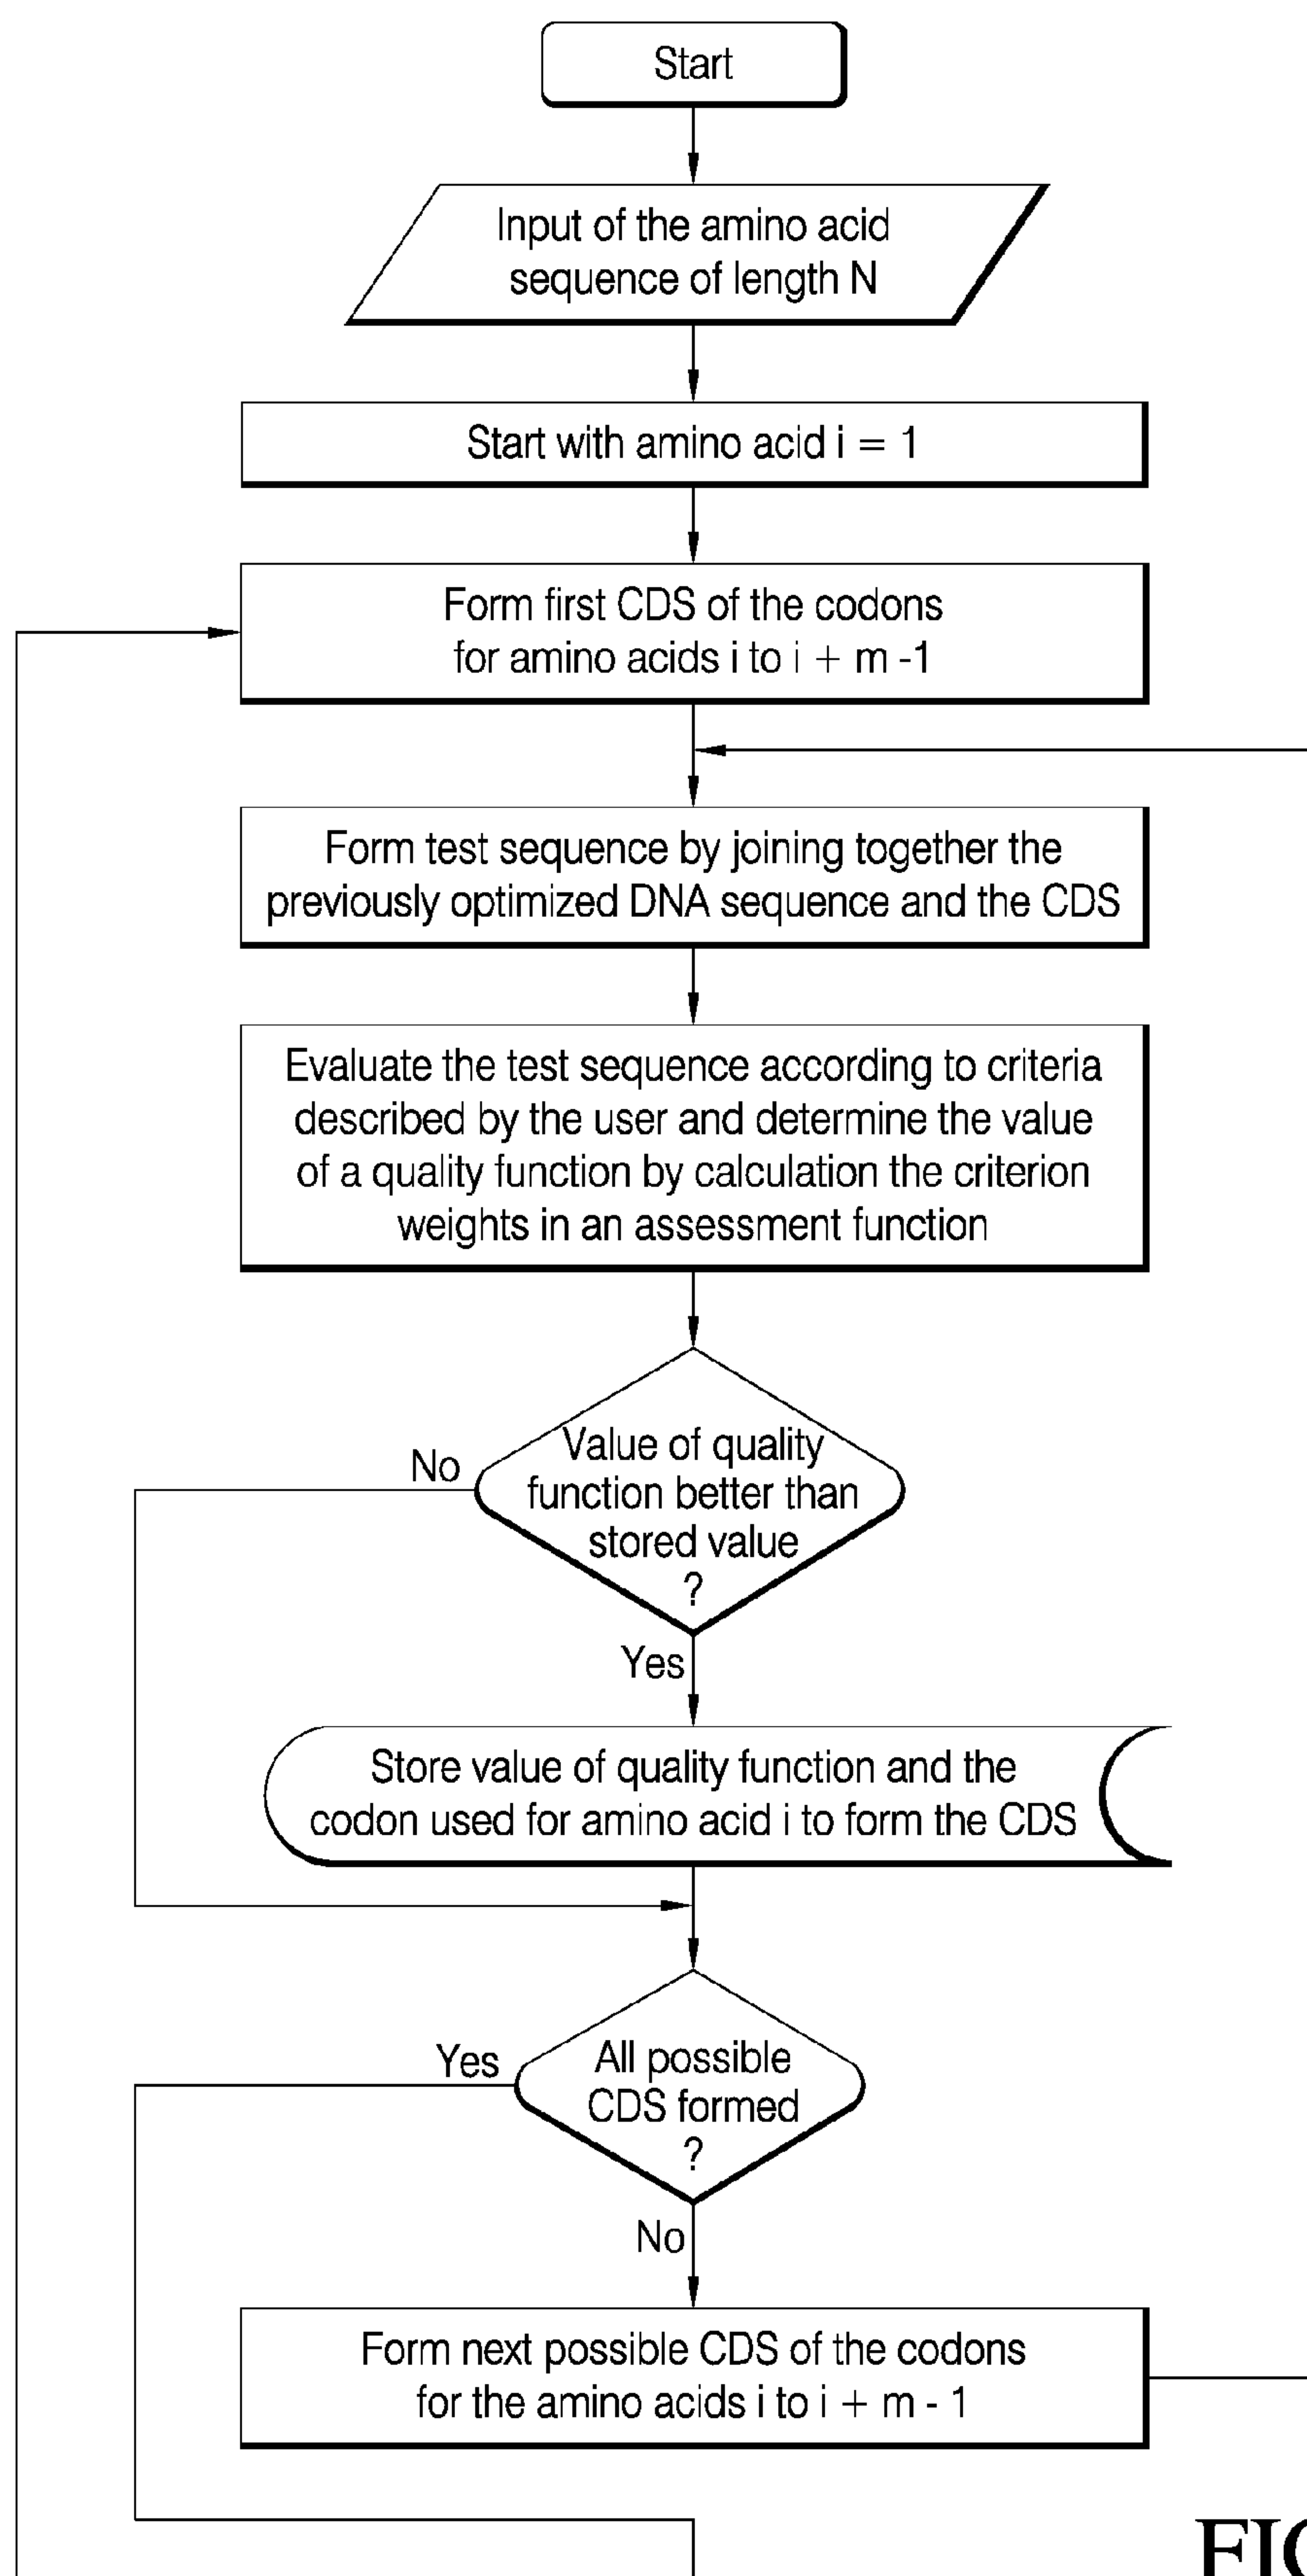 Start
Input of the amino acid
sequence of length N
Start with amino acid i = 1
Form first CDS of the codons
for amino acids i to i + m -1
Form test sequence by joining together the
previously optimized DNA sequence and the CDS
Evaluate the test sequence according to criteria
described by the user and determine the value
of a quality function by calculation the criterion
weights in an assessment function
No
Value of quality
function better than
stored value
?
Yes
Store value of quality function and the
codon used for amino acid i to form the CDS
Yes
All possible
CDS formed
?
No
Form next possible CDS of the codons
for the amino acids i to i + m - 1